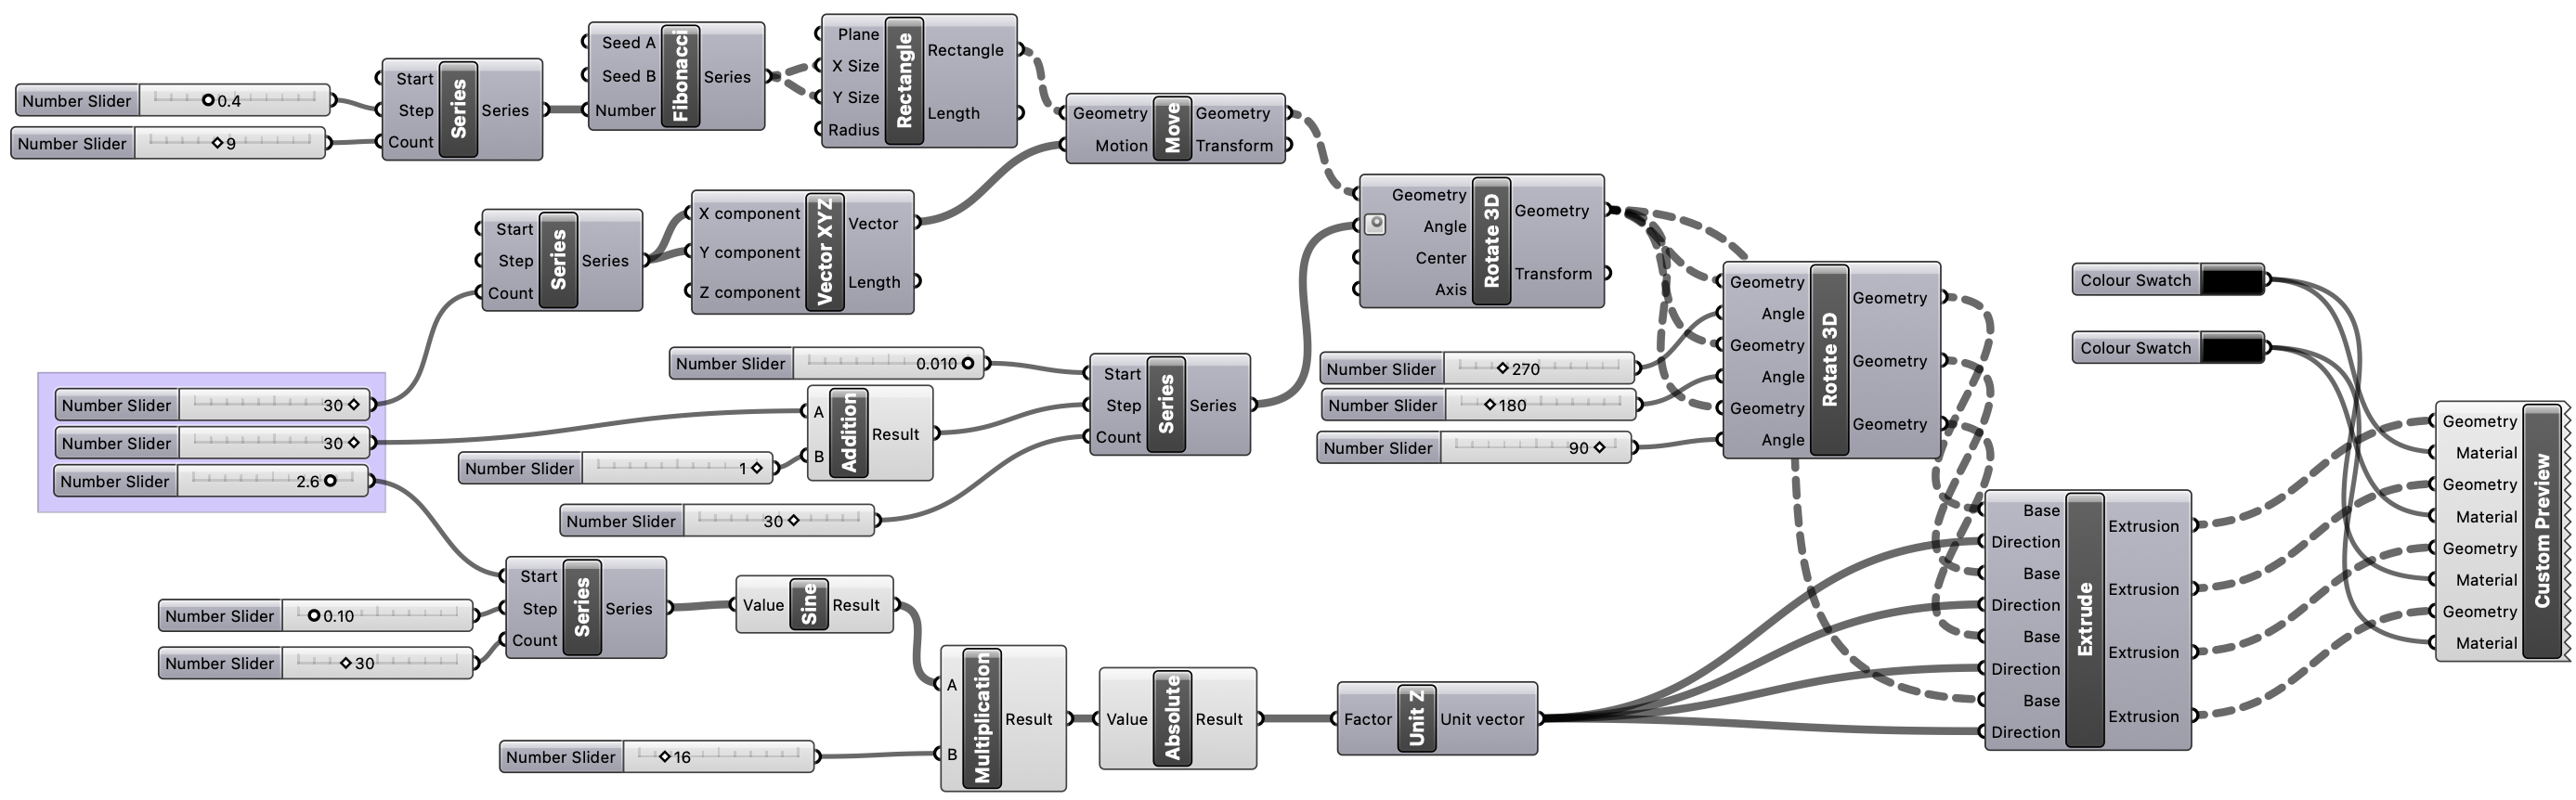 Number Slider 0.4
Number Slider 9
Start
Step
Count
Series
Series
Seed A
Seed B
Number
Fibonacci
Series
Plane
X Size
Y Size
Radius
Rectangle
Rectangle
Length
Geometry
Motion
Move
Geometry
Transform
Start
Step
Count
Series
Series
X component
Y component
Z component
Vector XYZ
Vector
Length
Geometry
Angle
Center
Axis
Rotate 3D
Geometry
Transform
Number Slider 30
Number Slider 30
Number Slider 2.6
Number Slider 0.010
A
B
Addition
Result
Number Slider 1
Number Slider 30
Start
Step
Count
Series
Series
Number Slider 270
Number Slider 180
Number Slider 90
Geometry
Angle
Geometry
Angle
Geometry
Angle
Rotate 3D
Geometry
Geometry
Geometry
Colour Swatch
Colour Swatch
Number Slider 0.10
Number Slider 30
Start
Step
Count
Series
Series
Value
Sine
Result
Number Slider 16
A
B
Multiplication
Result
Value
Absolute
Result
Factor
Unit Z
Unit vector
Base
Direction
Base
Direction
Base
Direction
Base
Direction
Extrude
Extrusion
Extrusion
Extrusion
Extrusion
Geometry
Material
Geometry
Material
Geometry
Material
Geometry
Material
Custom Preview